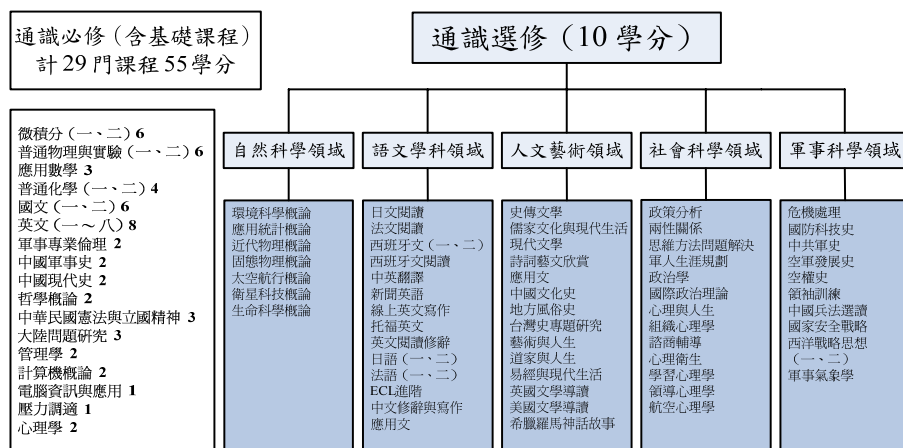 通識必修（含基礎課程）
計29門課程55學分
通識選修（10學分）
微積分（一、二）6
普通物理與實驗（一、二）6
應用數學 3
普通化學（一、二）4
國文（一、二）6
英文（一～八）8
軍事專業倫理 2
中國軍事史 2
中國現代史 2
哲學概論 2
中華民國憲法與立國精神 3
大陸問題研究 3
管理學 2
計算機概論 2
電腦資訊與應用 1
壓力調適 1
心理學 2
自然科學領域
環境科學概論
應用統計概論
近代物理概論
固態物理概論
太空航行概論
衛星科技概論
生命科學概論
語文學科領域
日文閱讀
法文閱讀
西班牙文（一、二）
西班牙文閱讀
中英翻譯
新聞英語
線上英文寫作
托福英文
英文閱讀修辭
日語（一、二）
法語（一、二）
ECL進階
中文修辭與寫作
應用文
人文藝術領域
史傳文學
儒家文化與現代生活
現代文學
詩詞藝文欣賞
應用文
中國文化史
地方風俗史
台灣史專題研究
藝術與人生
道家與人生
易經與現代生活
英國文學導讀
美國文學導讀
希臘羅馬神話故事
社會科學領域
政策分析
兩性關係
思維方法問題解決
軍人生涯規劃
政治學
國際政治理論
心理與人生
組織心理學
諮商輔導
心理衛生
學習心理學
領導心理學
航空心理學
軍事科學領域
危機處理
國防科技史
中共軍史
空軍發展史
空權史
領袖訓練
中國兵法選讀
國家安全戰略
西洋戰略思想
（一、二）
軍事氣象學